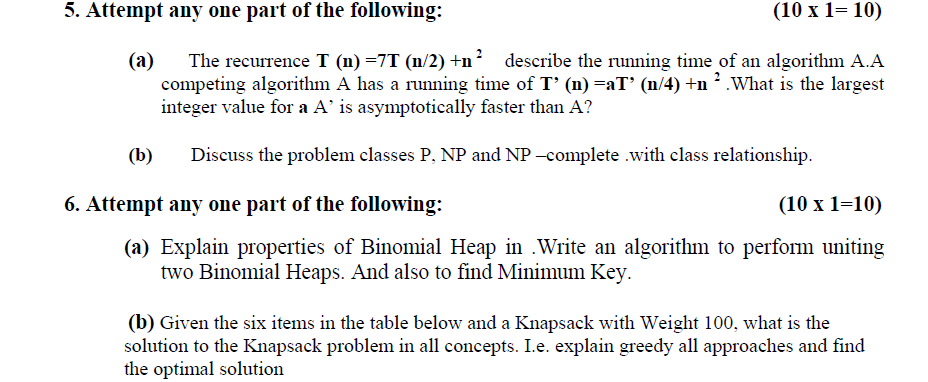 5. Attempt any one part of the following: (10 x 1= 10)
(a) The recurrence T (n) =7T (n/2) +n ² describe the running time of an algorithm A.A
competing algorithm A has a running time of T’ (n) =aT’ (n/4) +n ² .What is the largest
integer value for a A’ is asymptotically faster than A?
(b) Discuss the problem classes P, NP and NP –complete .with class relationship.
6. Attempt any one part of the following: (10 x 1=10)
(a) Explain properties of Binomial Heap in .Write an algorithm to perform uniting
two Binomial Heaps. And also to find Minimum Key.
(b) Given the six items in the table below and a Knapsack with Weight 100, what is the
solution to the Knapsack problem in all concepts. I.e. explain greedy all approaches and find
the optimal solution